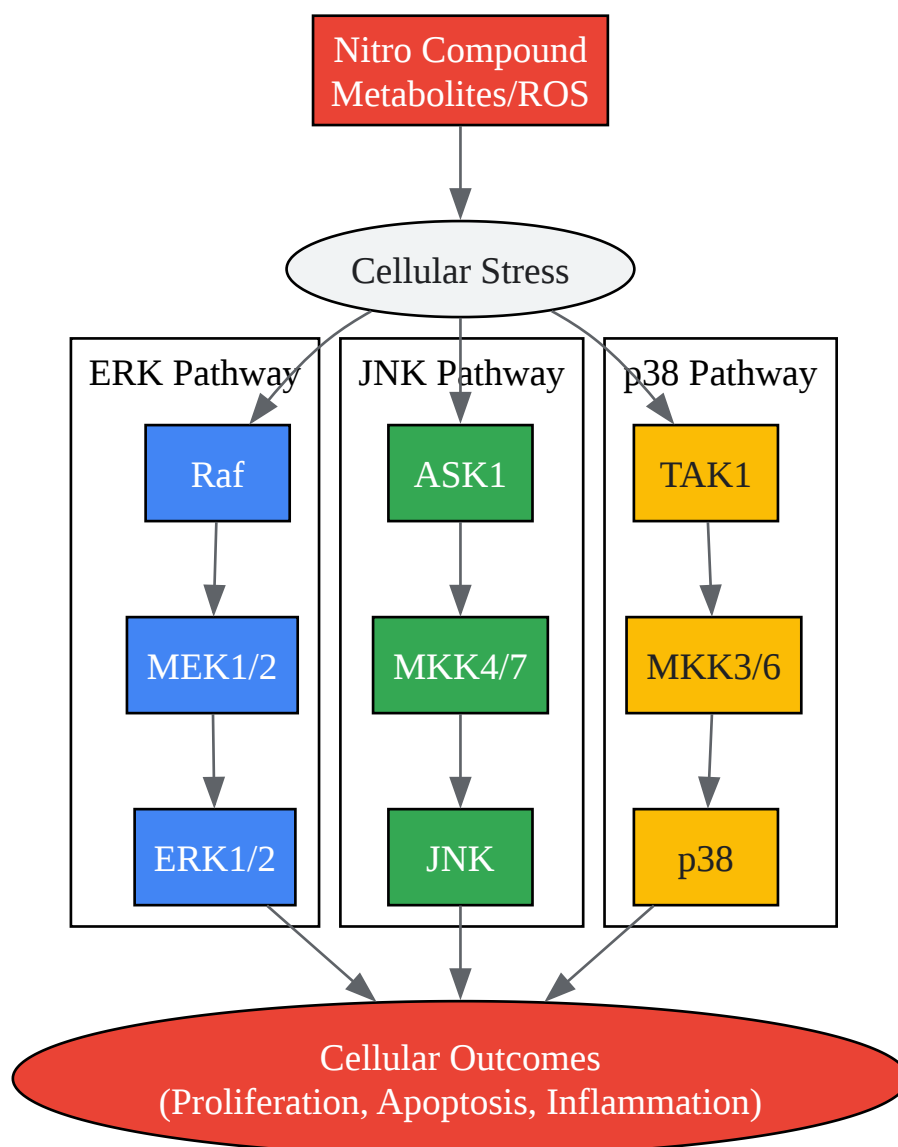 Nitro Compound
Metabolites/ROS
Cellular Stress
ERK Pathway
JNK Pathway
p38 Pathway
Raf
ASK1
TAK1
MEK1/2
MKK4/7
MKK3/6
ERK1/2
JNK
p38
Cellular Outcomes
(Proliferation, Apoptosis, Inflammation)